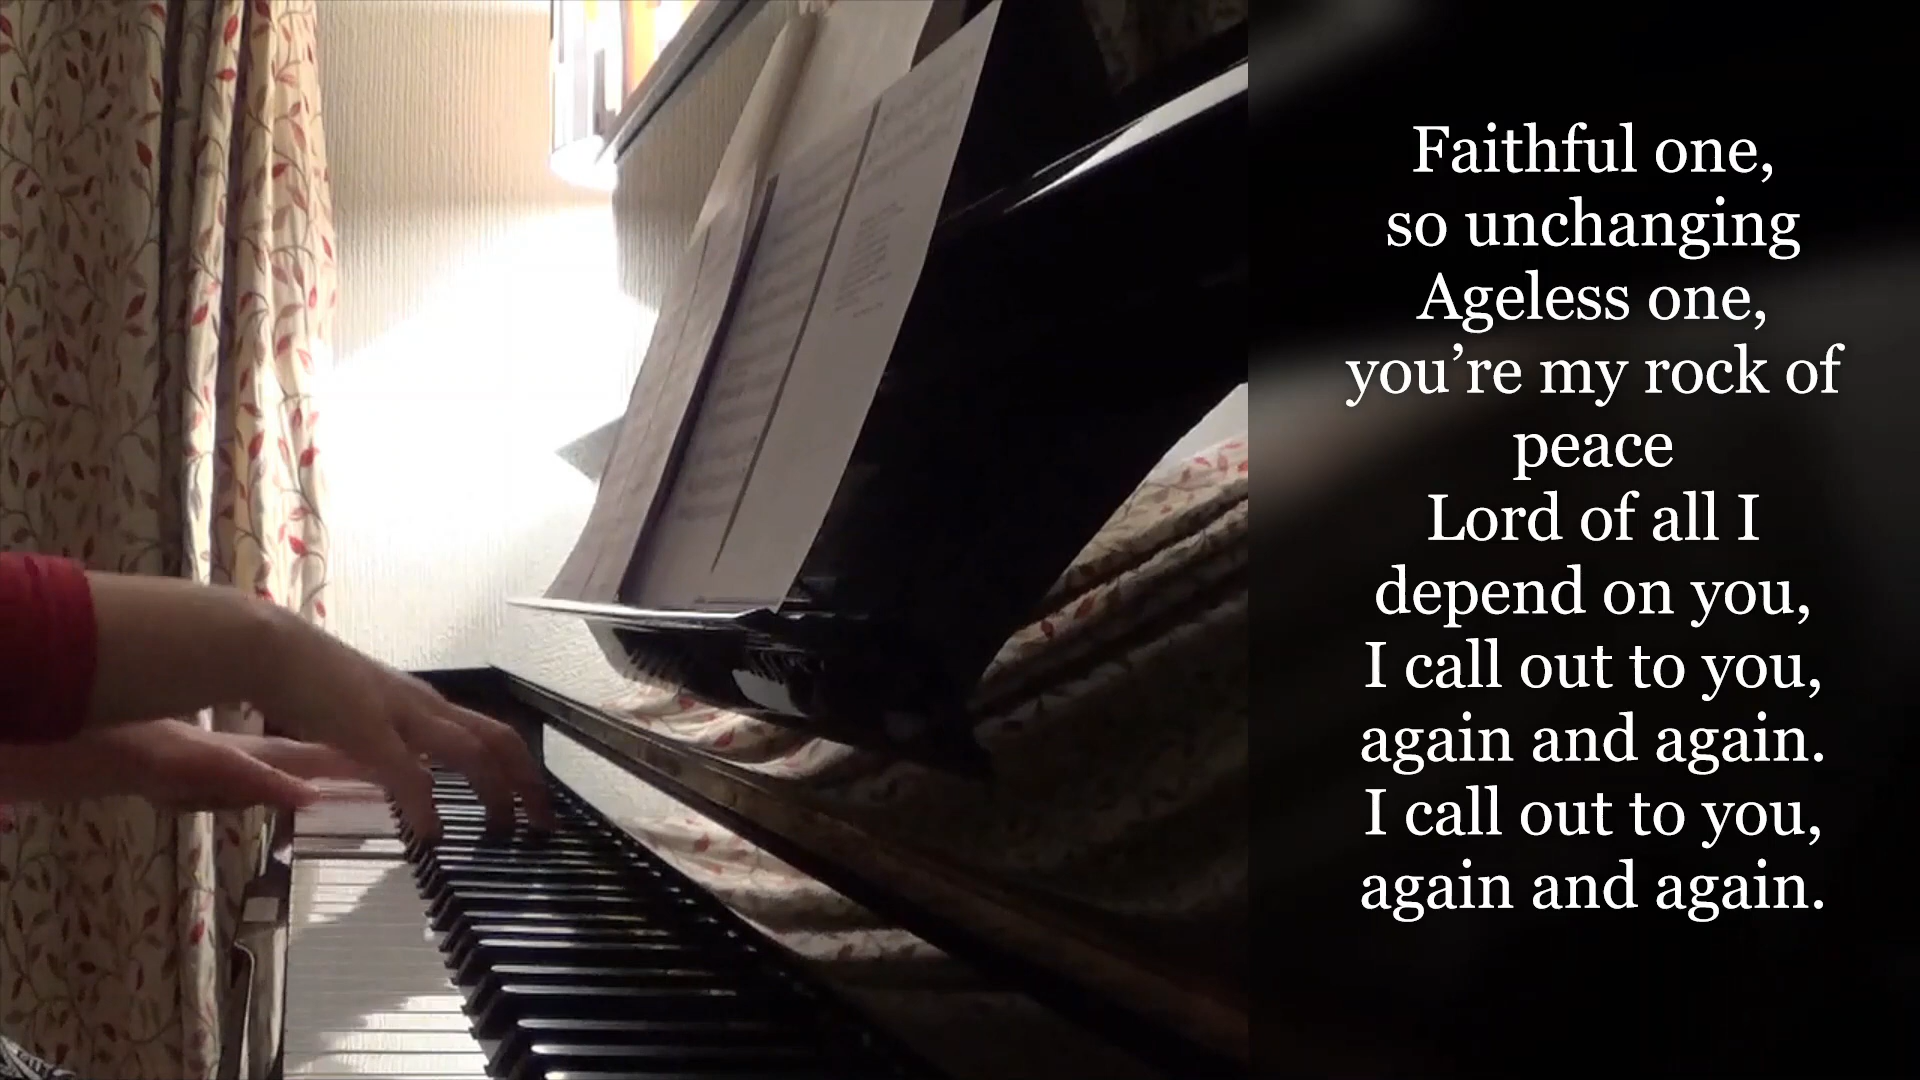 Faithful one,
so unchanging
Ageless one,
you’re my rock of
peace
Lord of all I
depend on you,
I call out to you,
again and again.
I call out to you,
again and again.